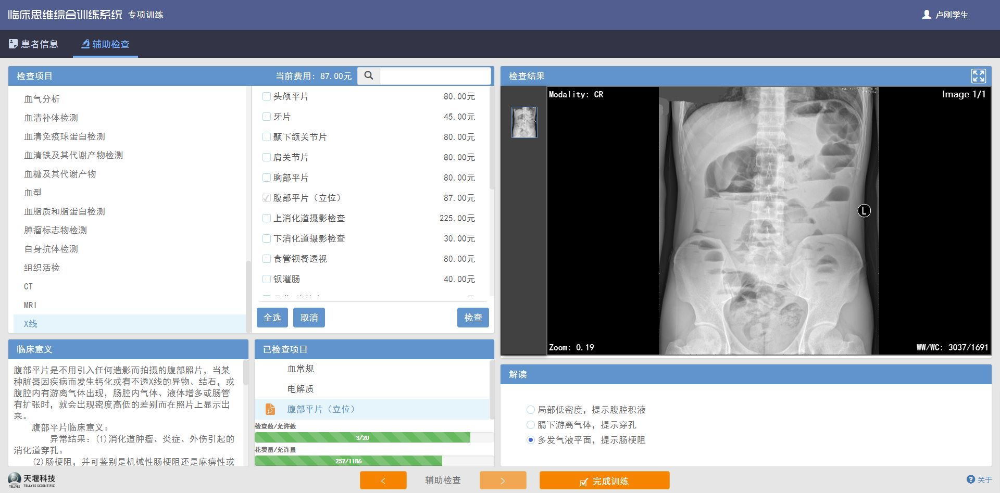 临床思维综合训练系统 专项训练
卢刚学生
患者信息
辅助检查
检查项目
当前费用: 87.00元
血气分析
血清补体检测
血清免疫球蛋白检测
血清铁及其代谢产物检测
血糖及其代谢产物
血型
血脂质和脂蛋白检测
肿瘤标志物检测
自身抗体检测
组织活检
CT
MRI
X线
头颅平片 80.00元
牙片 45.00元
颞下颌关节片 80.00元
肩关节片 80.00元
胸部平片 80.00元
腹部平片（立位） 87.00元
上消化道摄影检查 225.00元
下消化道摄影检查 30.00元
食管钡餐透视 80.00元
钡灌肠 40.00元
全选
取消
检查
检查结果
Modality: CR
Image 1/1
L
Zoom: 0.19
WW/WC: 3037/1691
临床意义
腹部平片是不用引入任何造影而拍摄的腹部照片，当某
种脏器因疾病而发生钙化或有不透X线的异物、结石，或
腹腔内有游离气体出现，肠腔内气体、液体增多或肠管
有扩张时，就会出现密度高低的差别而在照片上显示出
来。
腹部平片临床意义:
异常结果: (1)消化道肿瘤、炎症、外伤引起的
消化道穿孔。
(2)肠梗阻，并可鉴别是机械性肠梗阻还是麻痹性或
已检查项目
血常规
电解质
腹部平片（立位）
检查数/允许数
3/20
花费量/允许量
257/1186
解读
局部低密度，提示腹腔积液
膈下游离气体，提示穿孔
多发气液平面，提示肠梗阻
天堰科技
TELLYES SCIENTIFIC
TELLYES
<
辅助检查
>
完成训练
关于